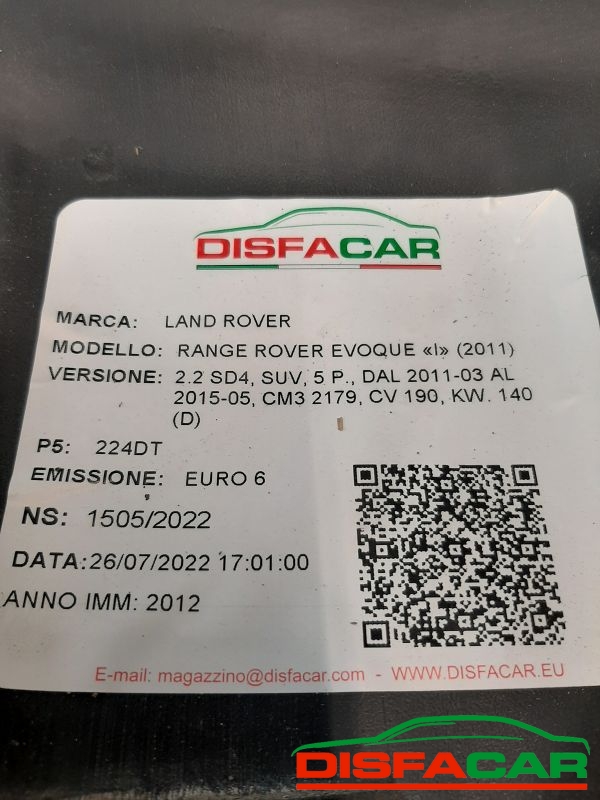 DISFACAR
MARCA: LAND ROVER
MODELLO: RANGE ROVER EVOQUE «I» (2011)
VERSIONE: 2.2 SD4, SUV, 5 P., DAL 2011-03 AL
2015-05, CM3 2179, CV 190, KW. 140
(D)
P5: 224DT
EMISSIONE: EURO 6
NS: 1505/2022
DATA:26/07/2022 17:01:00
ANNO IMM: 2012
E-mail: magazzino@disfacar.com - WWW.DISFACAR.EU
DISFACAR